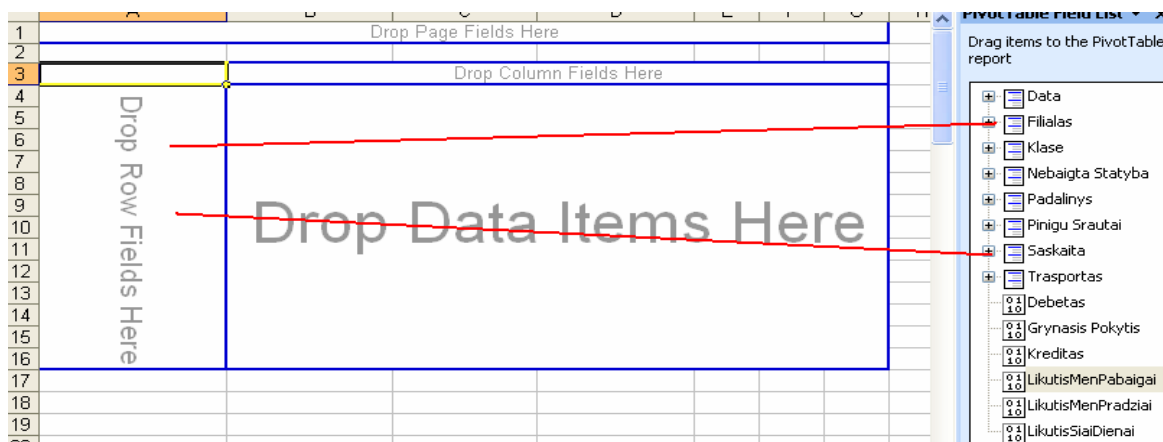 PivotTable Field List
1
Drop Page Fields Here
2
3
Drop Column Fields Here
4
5
6
7
8
9
10
11
12
13
14
15
16
17
18
19
Drop Row Fields Here
Drop Data Items Here
Drag items to the PivotTable
report
Data
Filialas
Klase
Nebaigta Statyba
Padalinys
Pinigu Srautai
Saskaita
Trasportas
Debetas
Grynasis Pokytis
Kreditas
LikutisMenPabaigai
LikutisMenPradziai
LikutisSiaiDienai